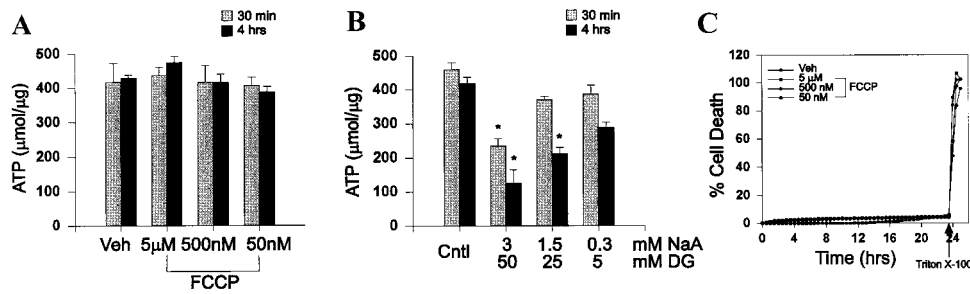 A
30 min
4 hrs
ATP (μmol/μg)
500
400
300
200
100
0
Veh 5μM 500nM 50nM
FCCP
B
30 min
4 hrs
ATP (μmol/μg)
500
400
300
200
100
0
* * *
Cntl 3 1.5 0.3 mM NaA
50 25 5 mM DG
C
% Cell Death
120
100
80
60
40
20
0
Veh
5 μM
500 nM
50 nM
FCCP
0 4 8 12 16 20 24
Time (hrs)
Triton X-100